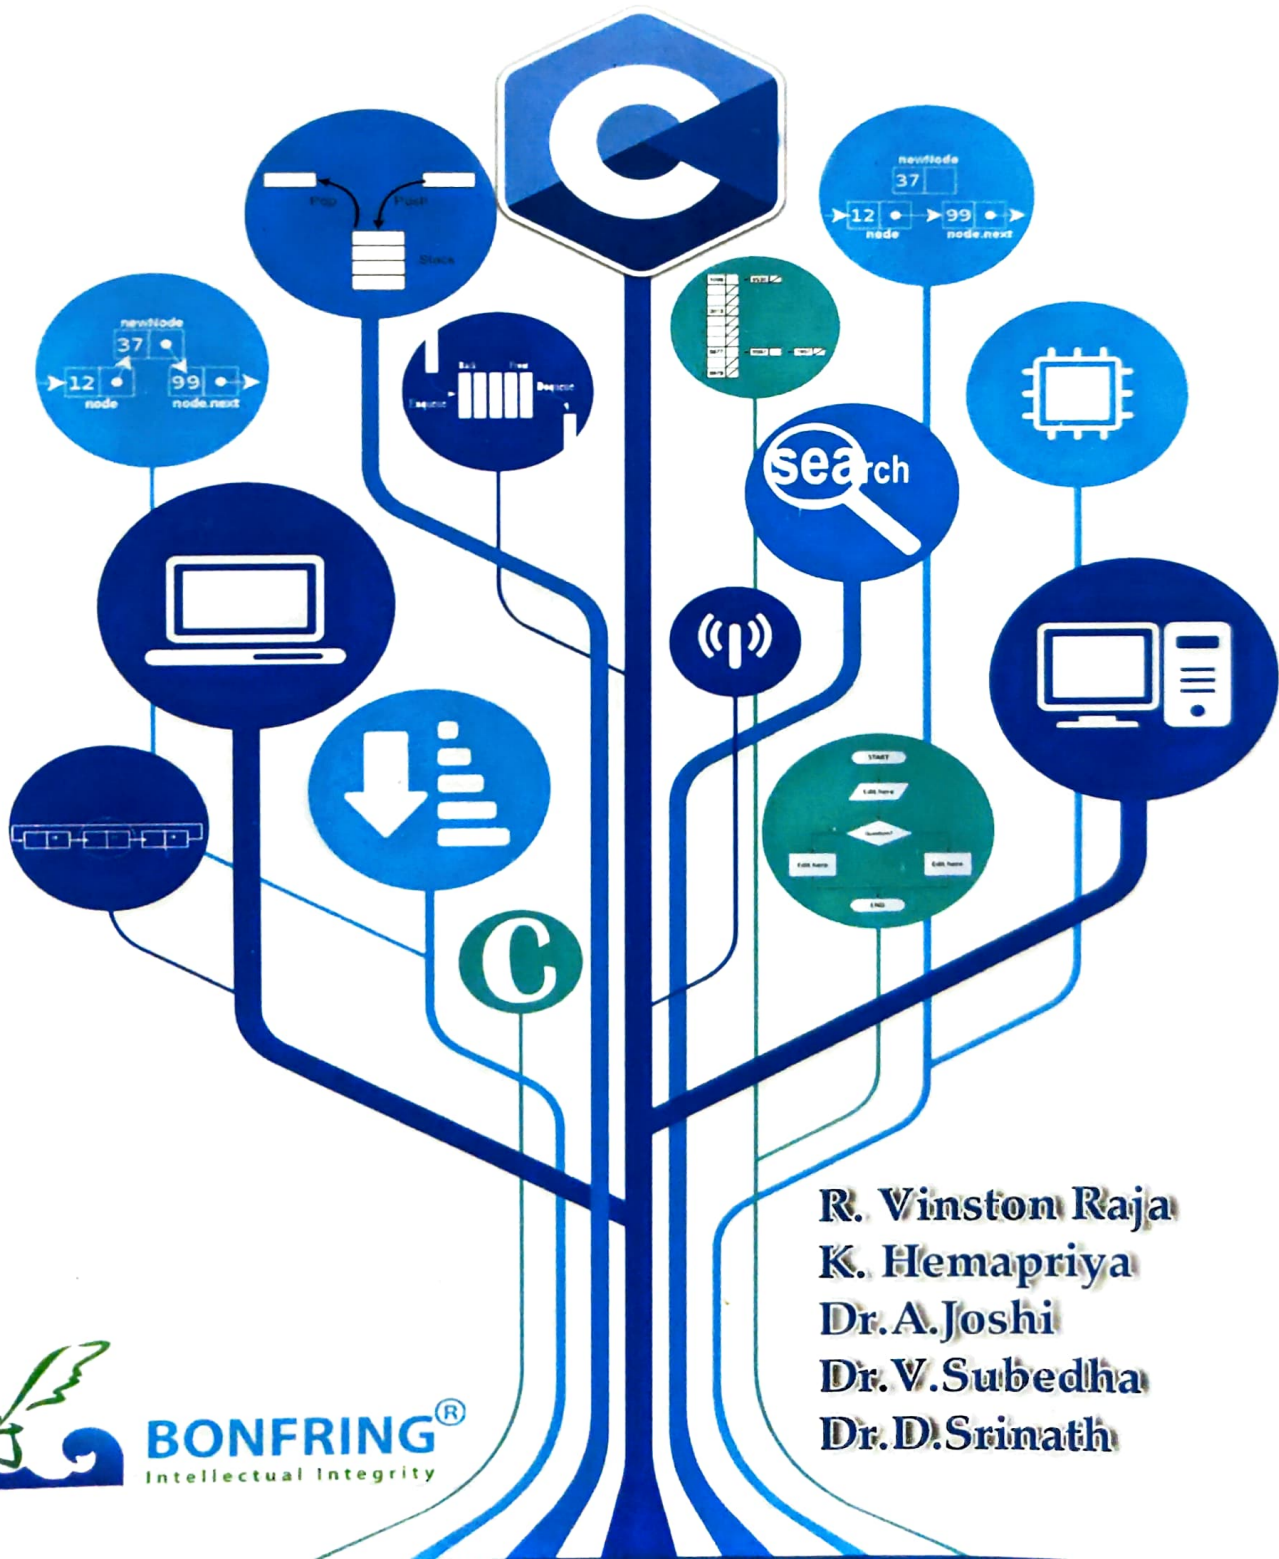 C
Pop
Push
Stack
newNode
37
12
99
node
node.next
newNode
37
12
99
node
node.next
Back
Front
Enqueue
Dequeue
search
START
Edit here
Question?
Edit here
Edit here
END
C
R. Vinston Raja
K. Hemapriya
Dr.A.Joshi
Dr.V.Subedha
Dr.D.Srinath
BONFRING®
Intellectual Integrity